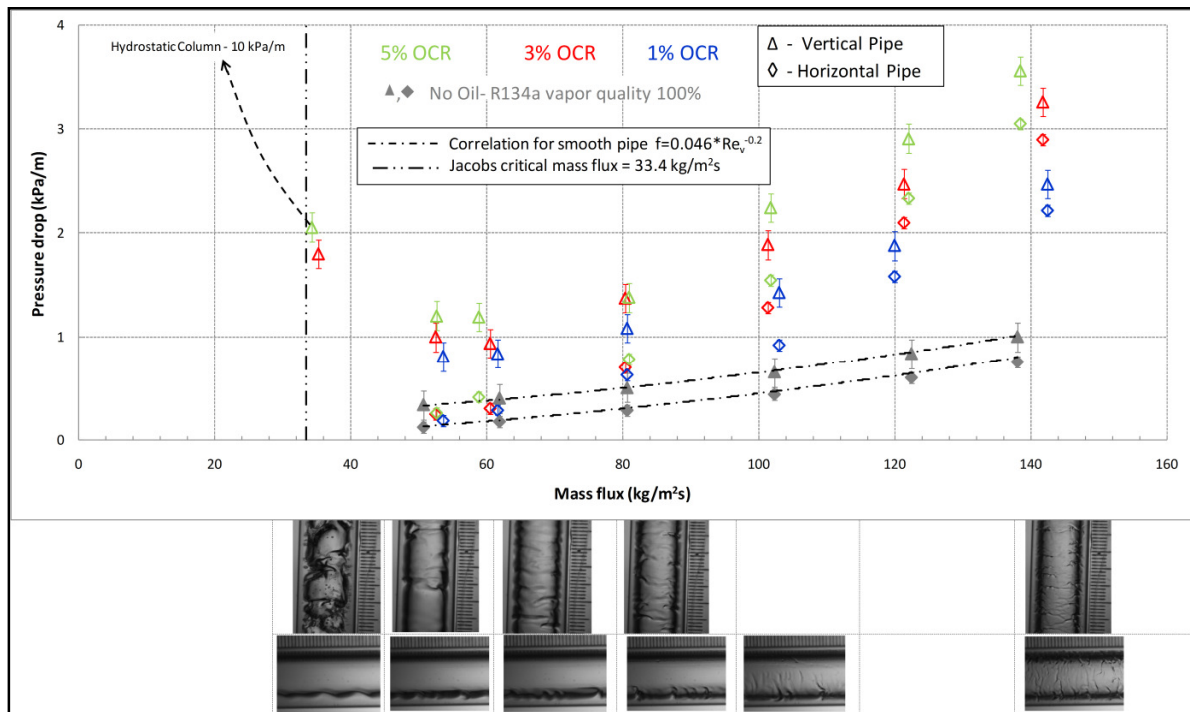 Hydrostatic Column - 10 kPa/m
5% OCR
3% OCR
1% OCR
No Oil- R134a vapor quality 100%
- Vertical Pipe
- Horizontal Pipe
Correlation for smooth pipe f=0.046*Reᵥ⁻⁰·²
Jacobs critical mass flux = 33.4 kg/m²s
Pressure drop (kPa/m)
4
3
2
1
0
0
20
40
60
80
100
120
140
160
Mass flux (kg/m²s)